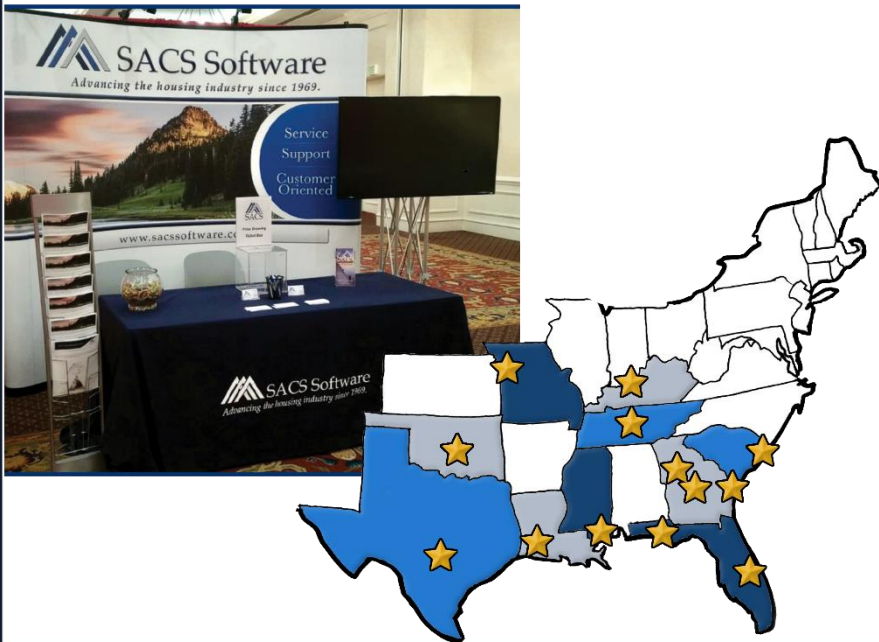 SACS Software
Advancing the housing industry since 1969.
Service
Support
Customer
Oriented
SACS
www.sacssoftware.c
SACS Software
Advancing the housing industry since 1969.